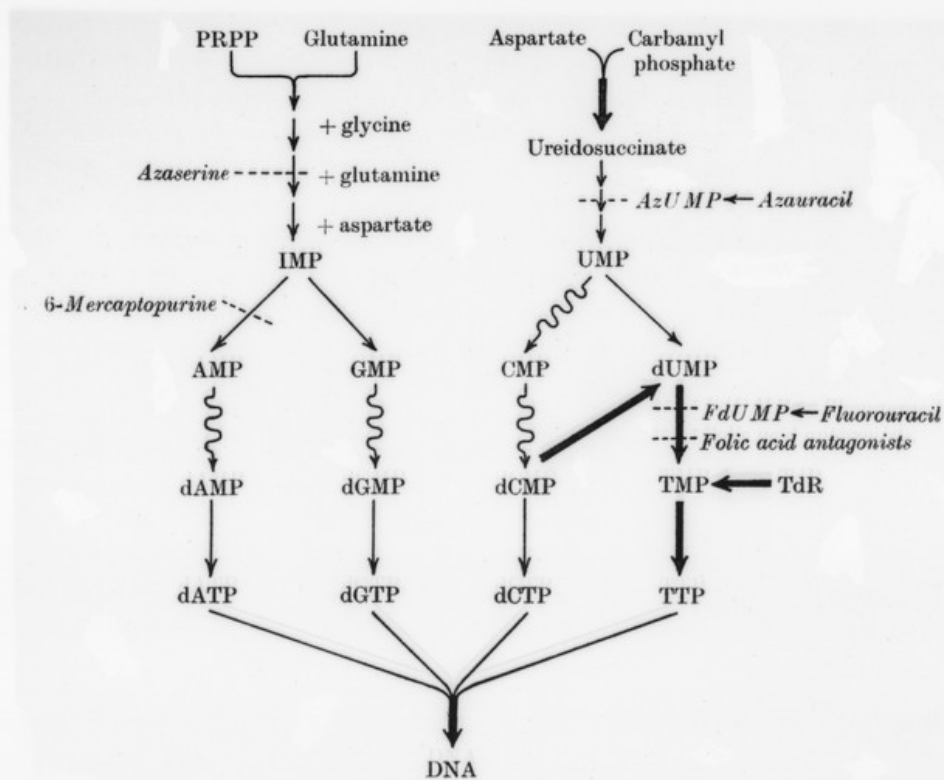 PRPP Glutamine Aspartate Carbamyl
phosphate
+ glycine
Ureidosuccinate
Azaserine + glutamine
AzUMP Azauracil
+ aspartate
IMP UMP
6-Mercaptopurine
AMP GMP CMP dUMP
FdUMP Fluorouracil
Folic acid antagonists
dAMP dGMP dCMP TMP TdR
dATP dGTP dCTP TTP
DNA